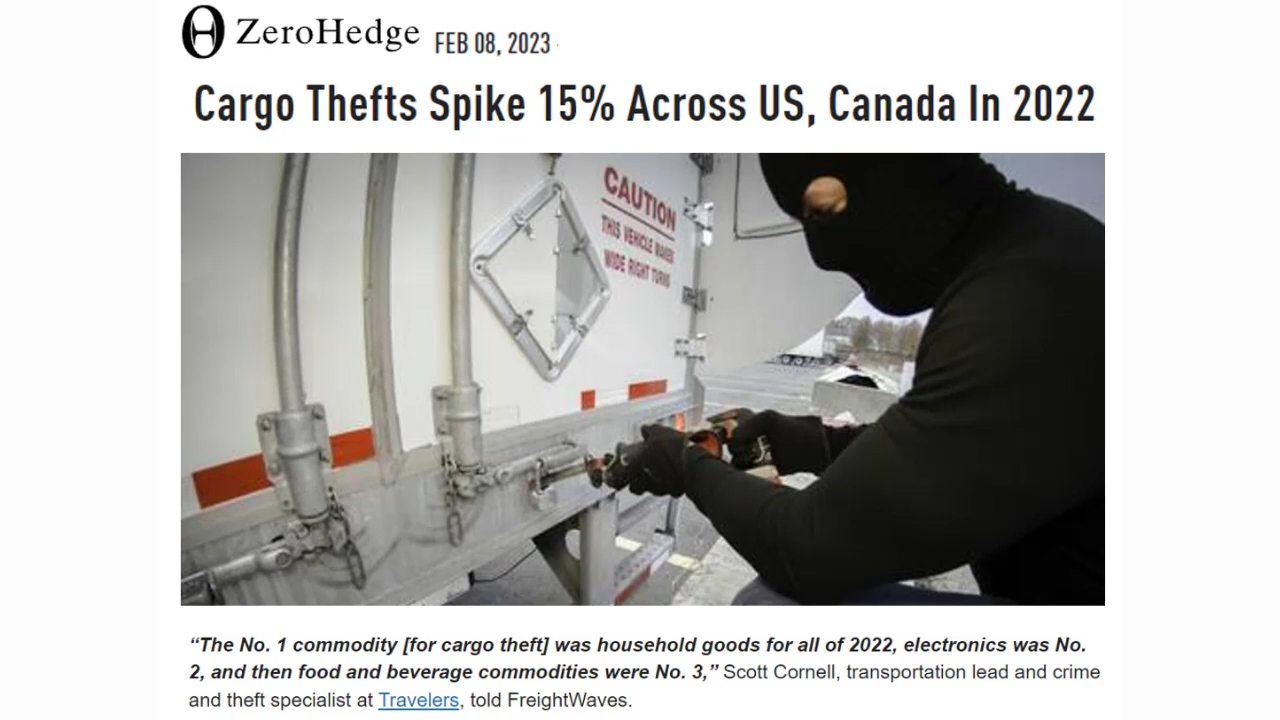 ZeroHedge FEB 08, 2023
Cargo Thefts Spike 15% Across US, Canada In 2022
CAUTION
THIS VEHICLE MAKES
WIDE RIGHT TURNS
“The No. 1 commodity [for cargo theft] was household goods for all of 2022, electronics was No.
2, and then food and beverage commodities were No. 3,” Scott Cornell, transportation lead and crime
and theft specialist at Travelers, told FreightWaves.